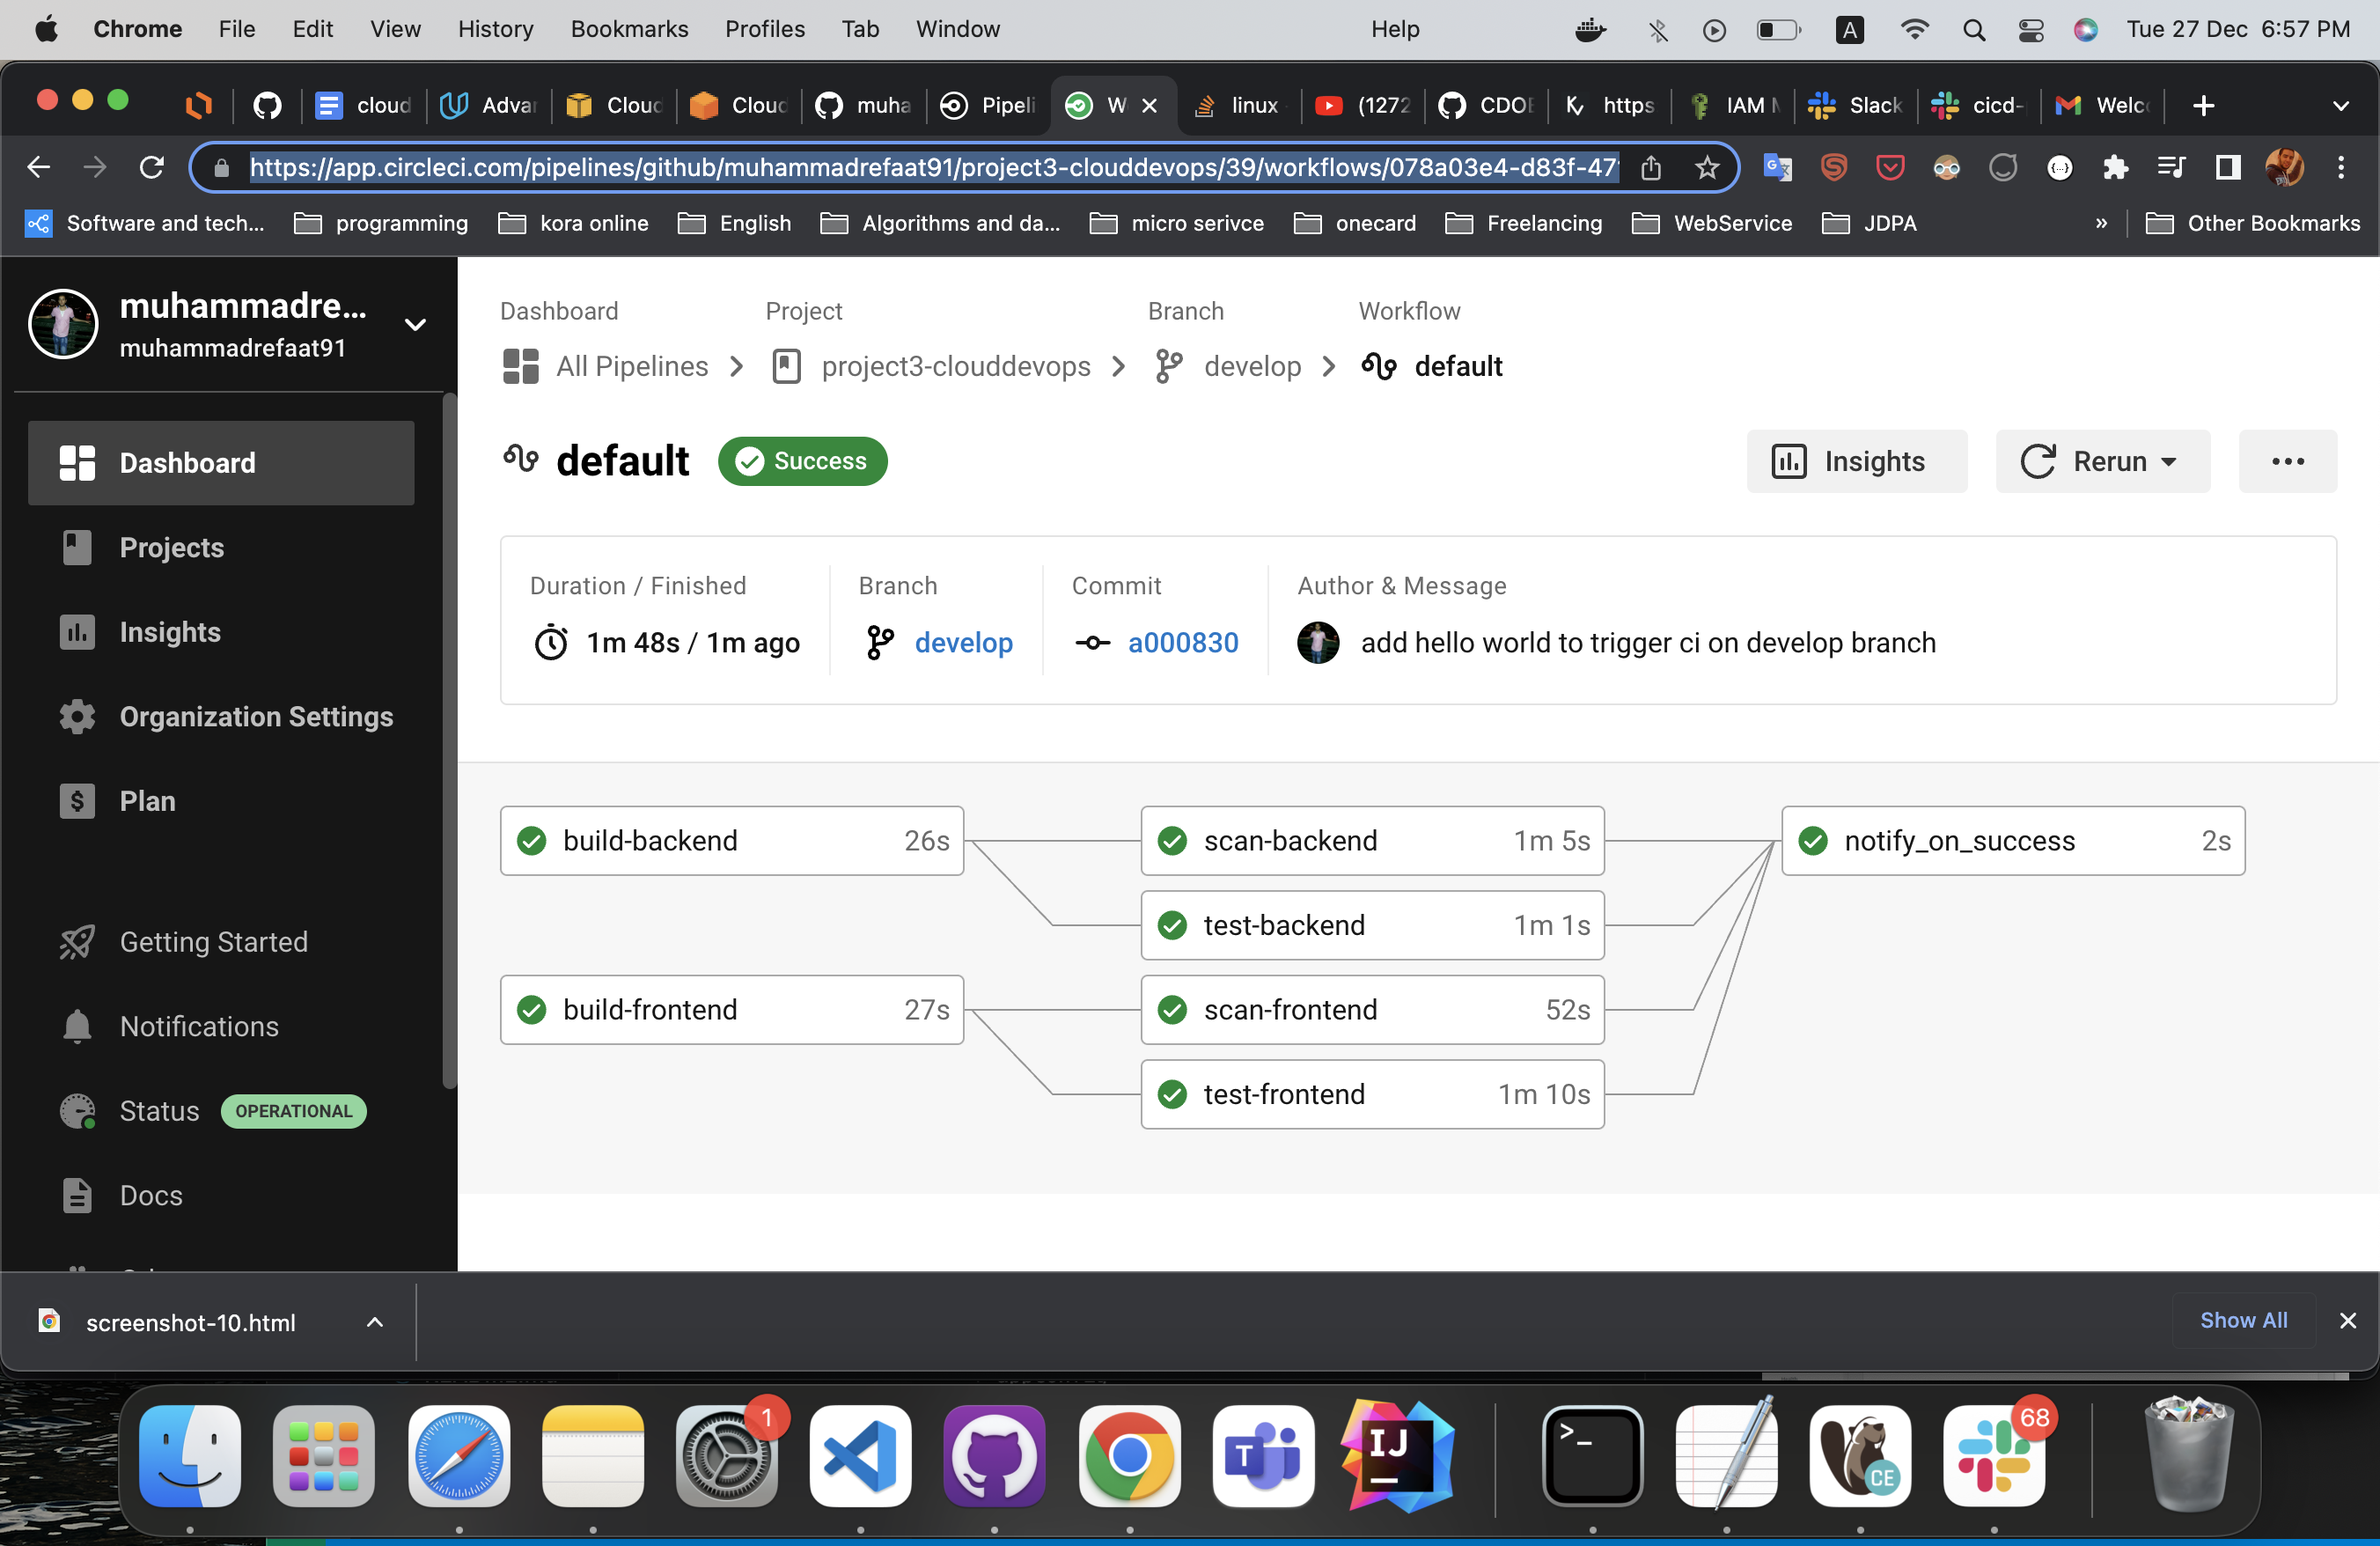 Chrome File Edit View History Bookmarks Profiles Tab Window Help A Tue 27 Dec 6:57 PM
cloud Advar Cloud Cloud muha Pipeli W linux (1272 CDOE https IAM M Slack cicd- Welco
https://app.circleci.com/pipelines/github/muhammadrefaat91/project3-clouddevops/39/workflows/078a03e4-d83f-47
Software and tech... programming kora online English Algorithms and da... micro serivce onecard Freelancing WebService JDPA » Other Bookmarks
muhammadre...
muhammadrefaat91
Dashboard
Projects
Insights
Organization Settings
Plan
Getting Started
Notifications
Status OPERATIONAL
Docs
Dashboard Project Branch Workflow
All Pipelines project3-clouddevops develop default
default Success Insights Rerun
Duration / Finished Branch Commit Author & Message
1m 48s / 1m ago develop a000830 add hello world to trigger ci on develop branch
build-backend 26s scan-backend 1m 5s notify_on_success 2s
test-backend 1m 1s
build-frontend 27s scan-frontend 52s
test-frontend 1m 10s
screenshot-10.html Show All
1 T IJ >_ CE 68